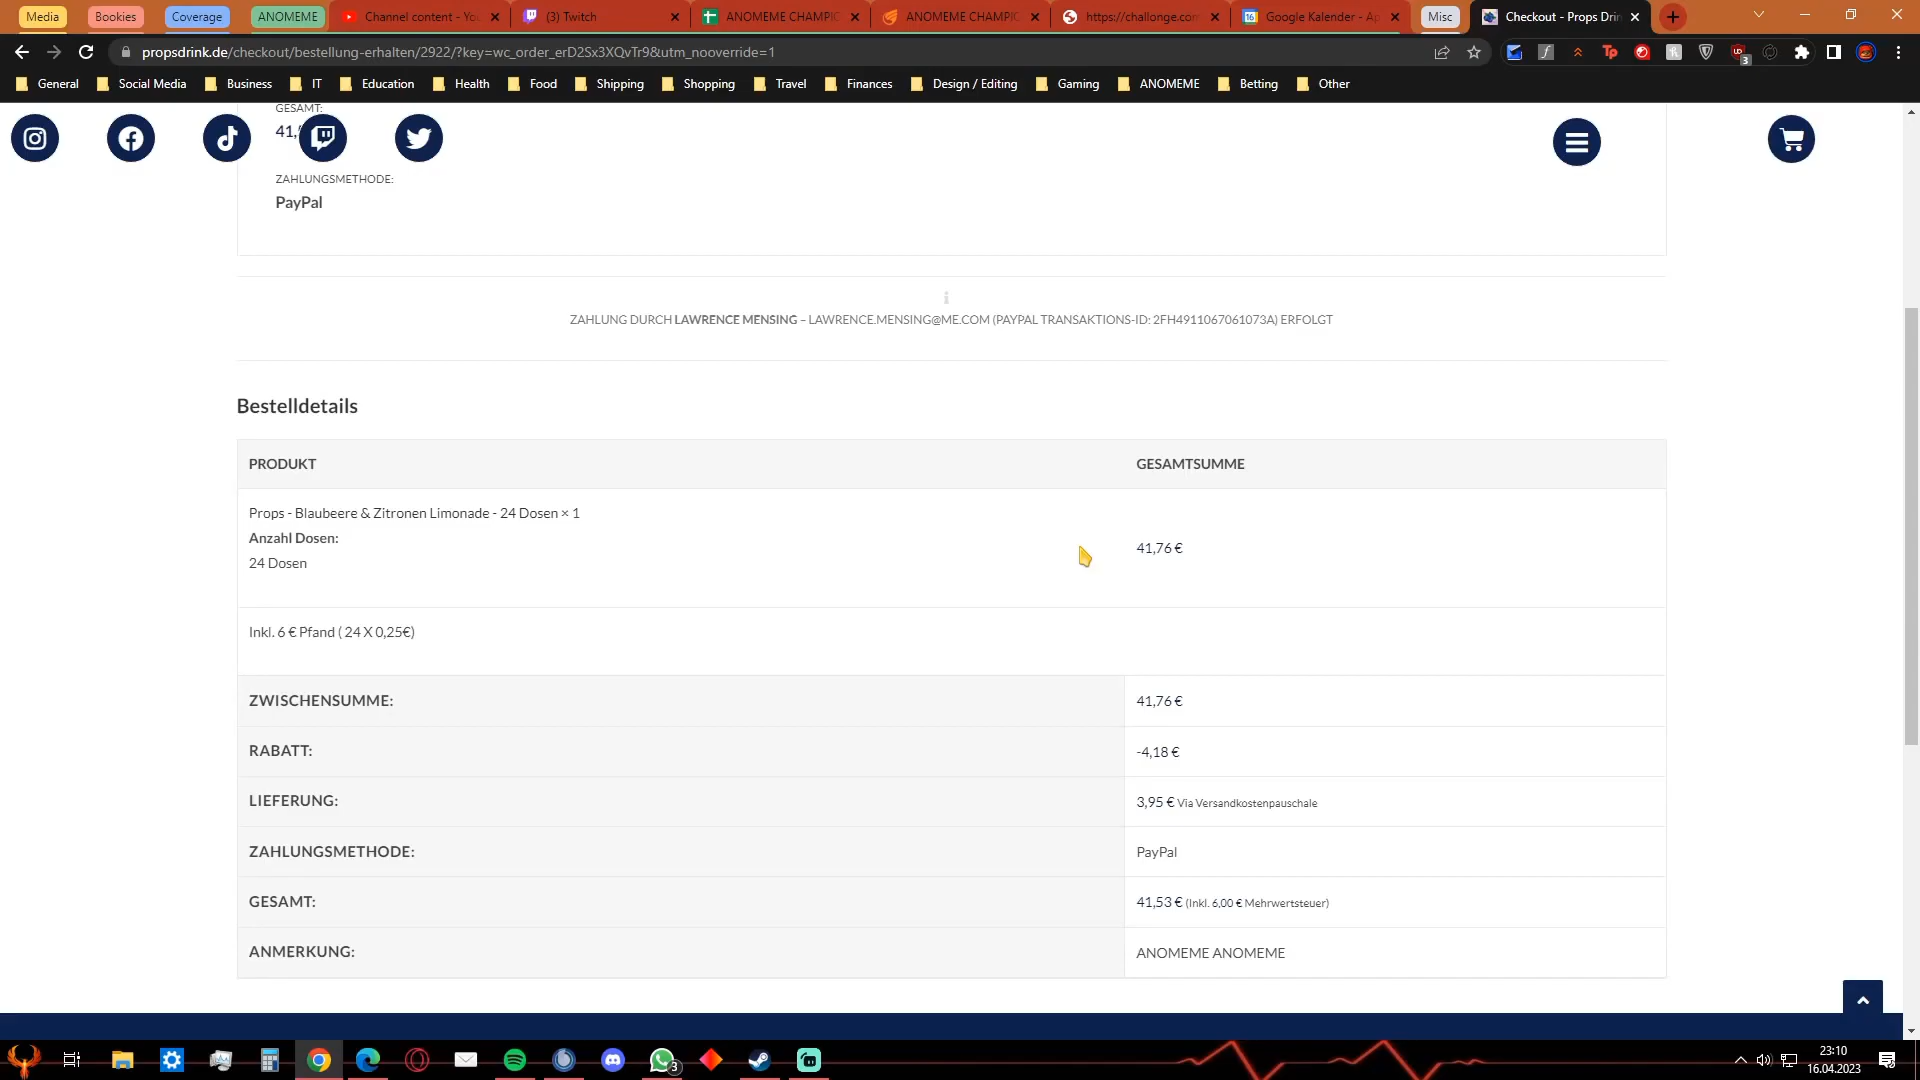 Media
Bookies
Coverage
ANOMEME
Channel content - Yo
(3) Twitch
ANOMEME CHAMPIC
ANOMEME CHAMPIC
https://challonge.com
16
Google Kalender - Ap
Misc
Checkout - Props Drin
propsdrink.de/checkout/bestellung-erhalten/2922/?key=wc_order_erD2Sx3XQvTr9&utm_nooverride=1
3
General
Social Media
Business
IT
Education
Health
Food
Shipping
Shopping
Travel
Finances
Design / Editing
Gaming
ANOMEME
Betting
Other
GESAMT:
41,
ZAHLUNGSMETHODE:
PayPal
ZAHLUNG DURCH LAWRENCE MENSING – LAWRENCE.MENSING@ME.COM (PAYPAL TRANSAKTIONS-ID: 2FH4911067061073A) ERFOLGT
Bestelldetails
PRODUKT GESAMTSUMME
Props - Blaubeere & Zitronen Limonade - 24 Dosen × 1
Anzahl Dosen:
24 Dosen
41,76 €
Inkl. 6 € Pfand ( 24 X 0,25€)
ZWISCHENSUMME: 41,76 €
RABATT: -4,18 €
LIEFERUNG: 3,95 € Via Versandkostenpauschale
ZAHLUNGSMETHODE: PayPal
GESAMT: 41,53 € (Inkl. 6,00 € Mehrwertsteuer)
ANMERKUNG: ANOMEME ANOMEME
3
23:10
16.04.2023